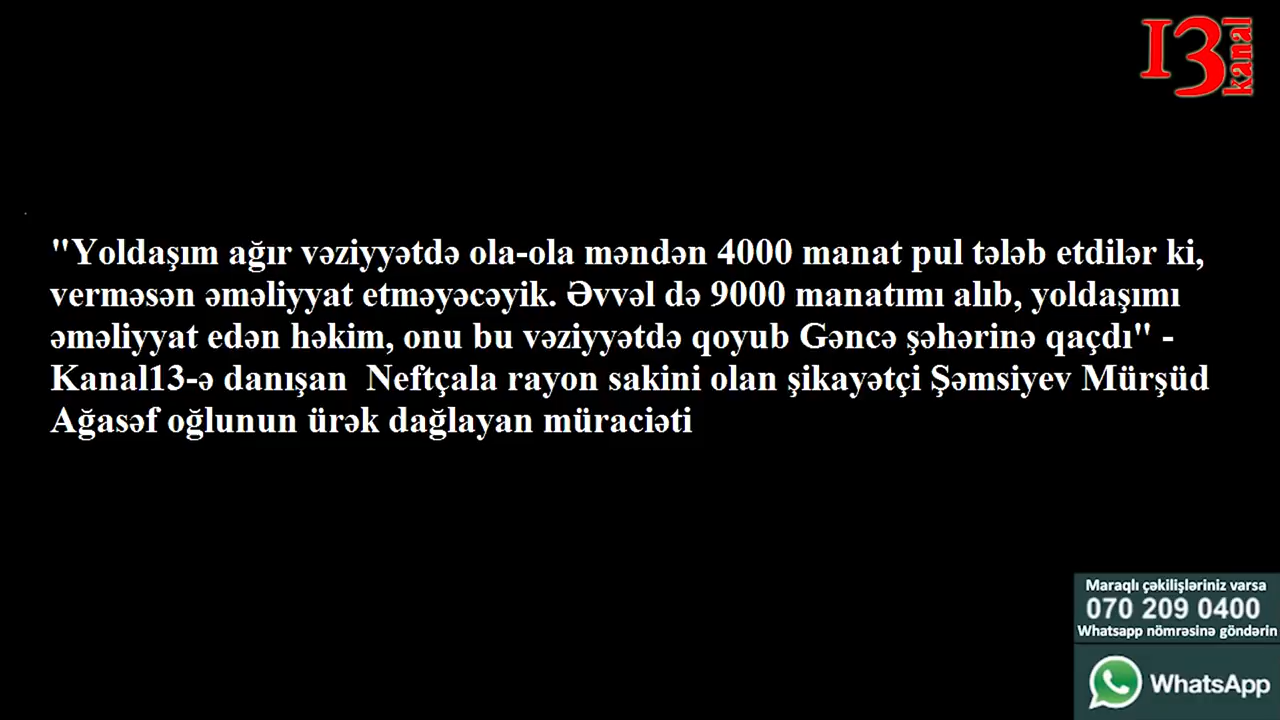 13 kanal
"Yoldaşım ağır vəziyyətdə ola-ola məndən 4000 manat pul tələb etdilər ki,
verməsən əməliyyat etməyəcəyik. Əvvəl də 9000 manatımı alıb, yoldaşımı
əməliyyat edən həkim, onu bu vəziyyətdə qoyub Gəncə şəhərinə qaçdı" -
Kanal13-ə danışan  Neftçala rayon sakini olan şikayətçi Şəmsiyev Mürşüd
Ağasəf oğlunun ürək dağlayan müraciəti
Maraqlı çəkilişləriniz varsa
070 209 0400
Whatsapp nömrəsinə göndərin
WhatsApp